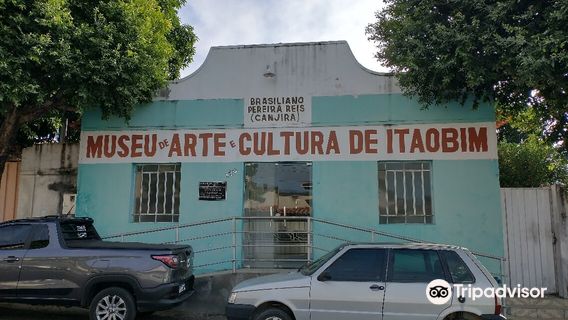 BRASILIANO
PEREIRA REIS
(CANJIRA)
MUSEU DE ARTE E CULTURA DE ITAOBIM
Tripadvisor